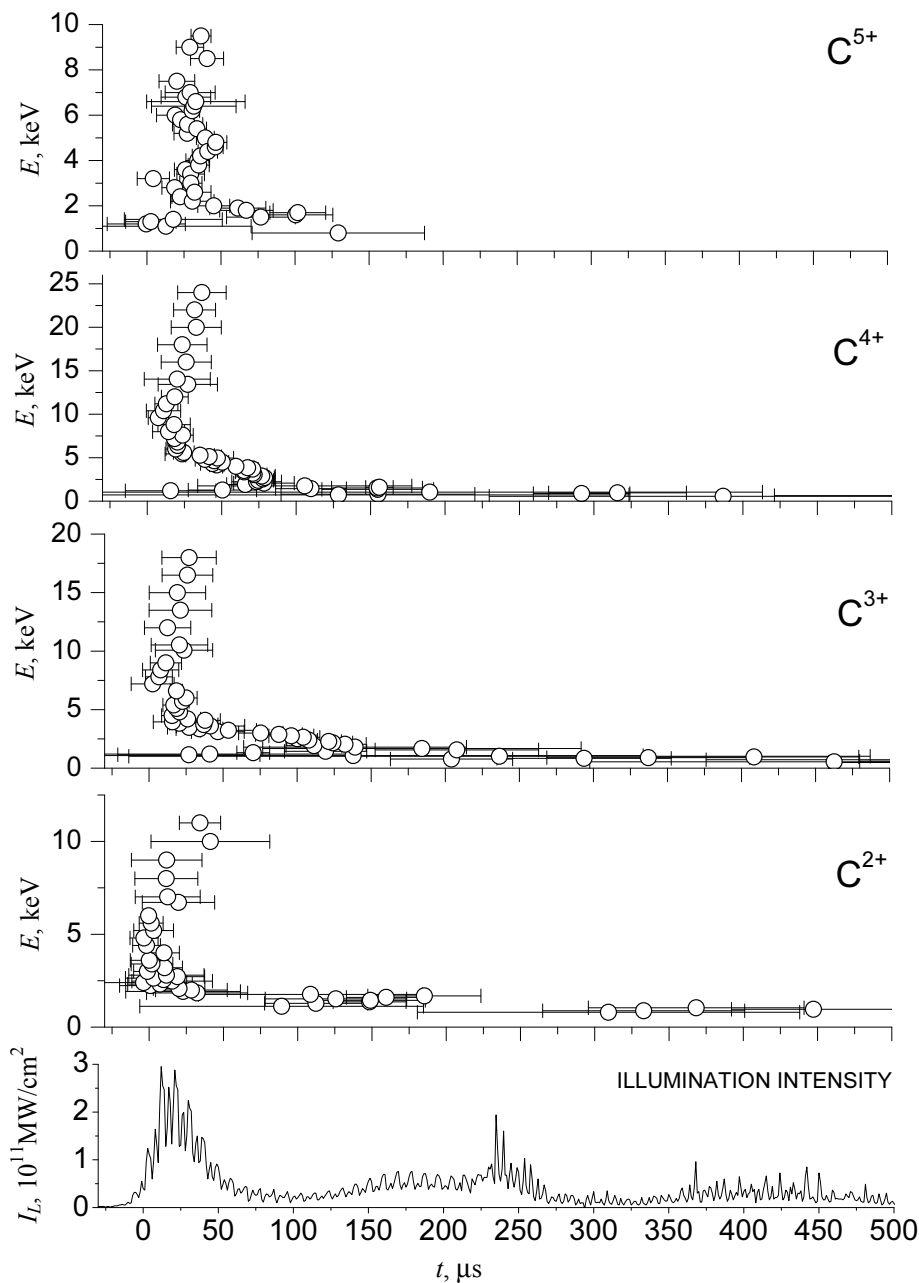 10
8
6
4
2
0
E, keV
C5+
25
20
15
10
5
0
E, keV
C4+
20
15
10
5
0
E, keV
C3+
10
5
0
E, keV
C2+
3
2
1
0
I_L, 10^11 MW/cm^2
ILLUMINATION INTENSITY
0 50 100 150 200 250 300 350 400 450 500
t, μs